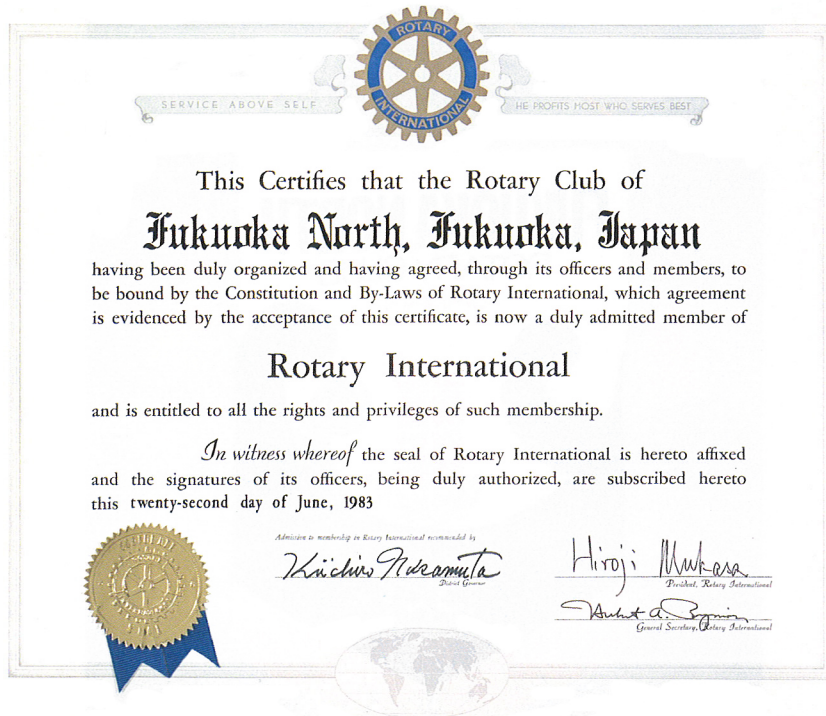 ROTARY
INTERNATIONAL
SERVICE ABOVE SELF
HE PROFITS MOST WHO SERVES BEST
This Certifies that the Rotary Club of
Fukuoka North, Fukuoka, Japan
having been duly organized and having agreed, through its officers and members, to
be bound by the Constitution and By-Laws of Rotary International, which agreement
is evidenced by the acceptance of this certificate, is now a duly admitted member of
Rotary International
and is entitled to all the rights and privileges of such membership.
In witness whereof the seal of Rotary International is hereto affixed
and the signatures of its officers, being duly authorized, are subscribed hereto
this twenty-second day of June, 1983
Admission to membership in Rotary International recommended by
Kiichiro
District Governor
Hiroji Mukasa
President, Rotary International
Herbert A.
General Secretary, Rotary International